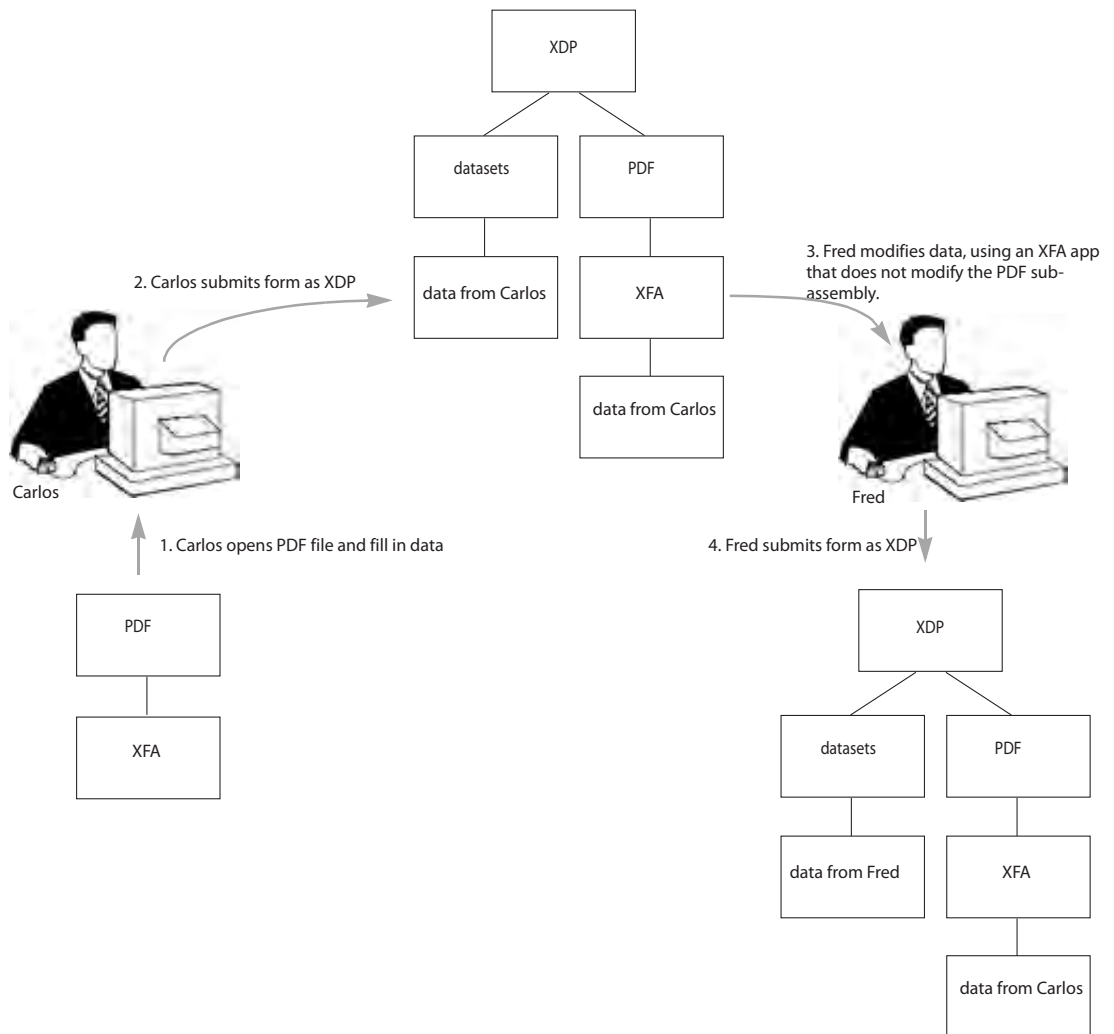 XDP
datasets
PDF
3. Fred modifies data, using an XFA app
that does not modify the PDF sub-
assembly.
2. Carlos submits form as XDP
data from Carlos
XFA
data from Carlos
Carlos
Fred
1. Carlos opens PDF file and fill in data
4. Fred submits form as XDP
PDF
XDP
XFA
datasets
PDF
data from Fred
XFA
data from Carlos